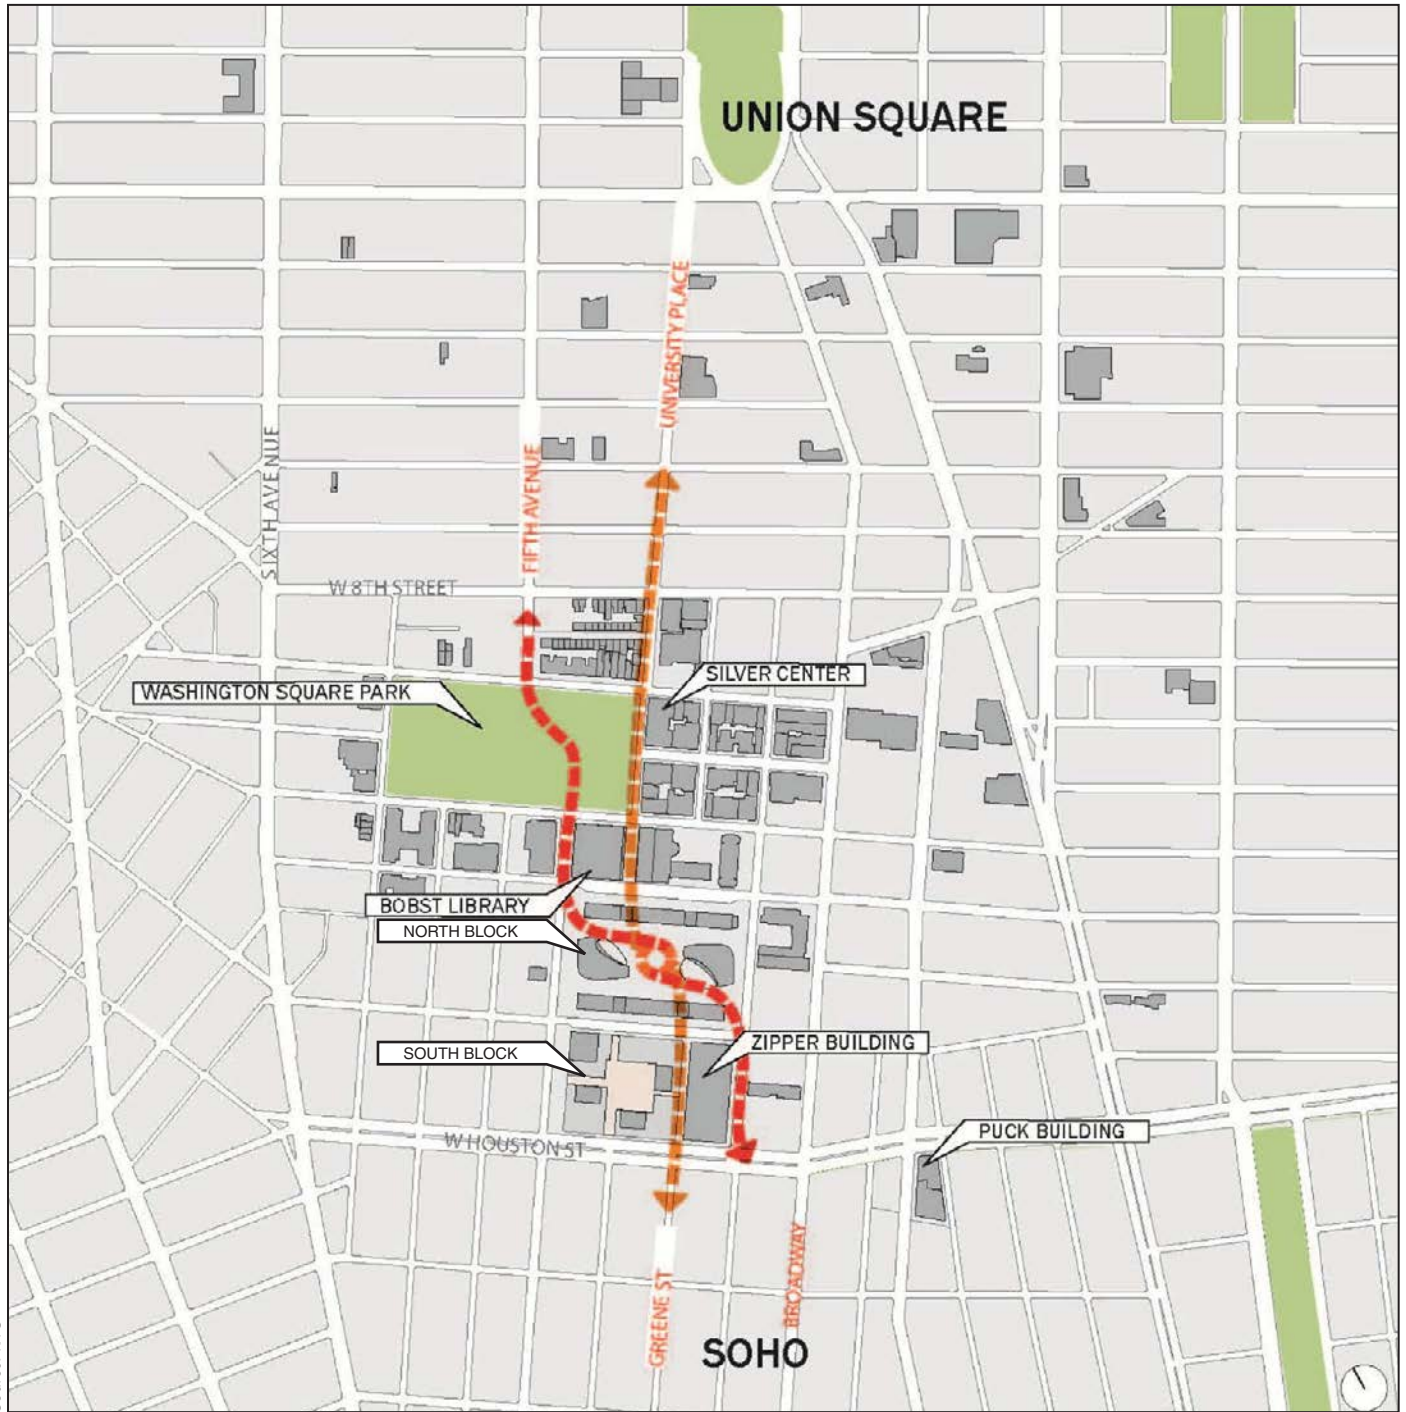 UNION SQUARE
UNIVERSITY PLACE
FIFTH AVENUE
SIXTH AVENUE
W 8TH STREET
SILVER CENTER
WASHINGTON SQUARE PARK
BOBST LIBRARY
NORTH BLOCK
SOUTH BLOCK
ZIPPER BUILDING
PUCK BUILDING
W HOUSTON ST
BROADWAY
GREENE ST
SOHO